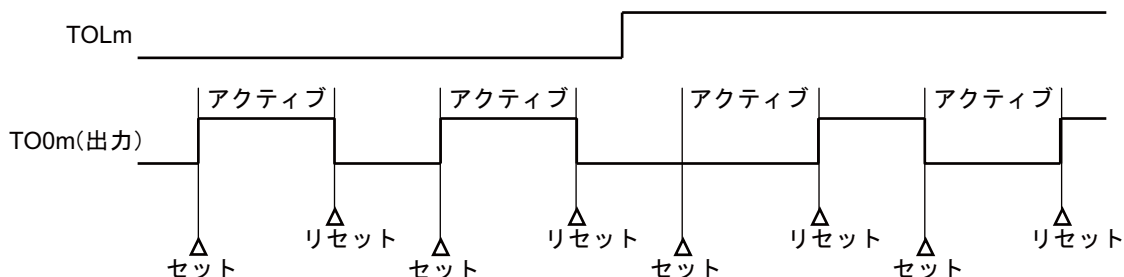 TOLm
アクティブ アクティブ アクティブ アクティブ
TO0m(出力)
リセット リセット リセット リセット
セット セット セット セット